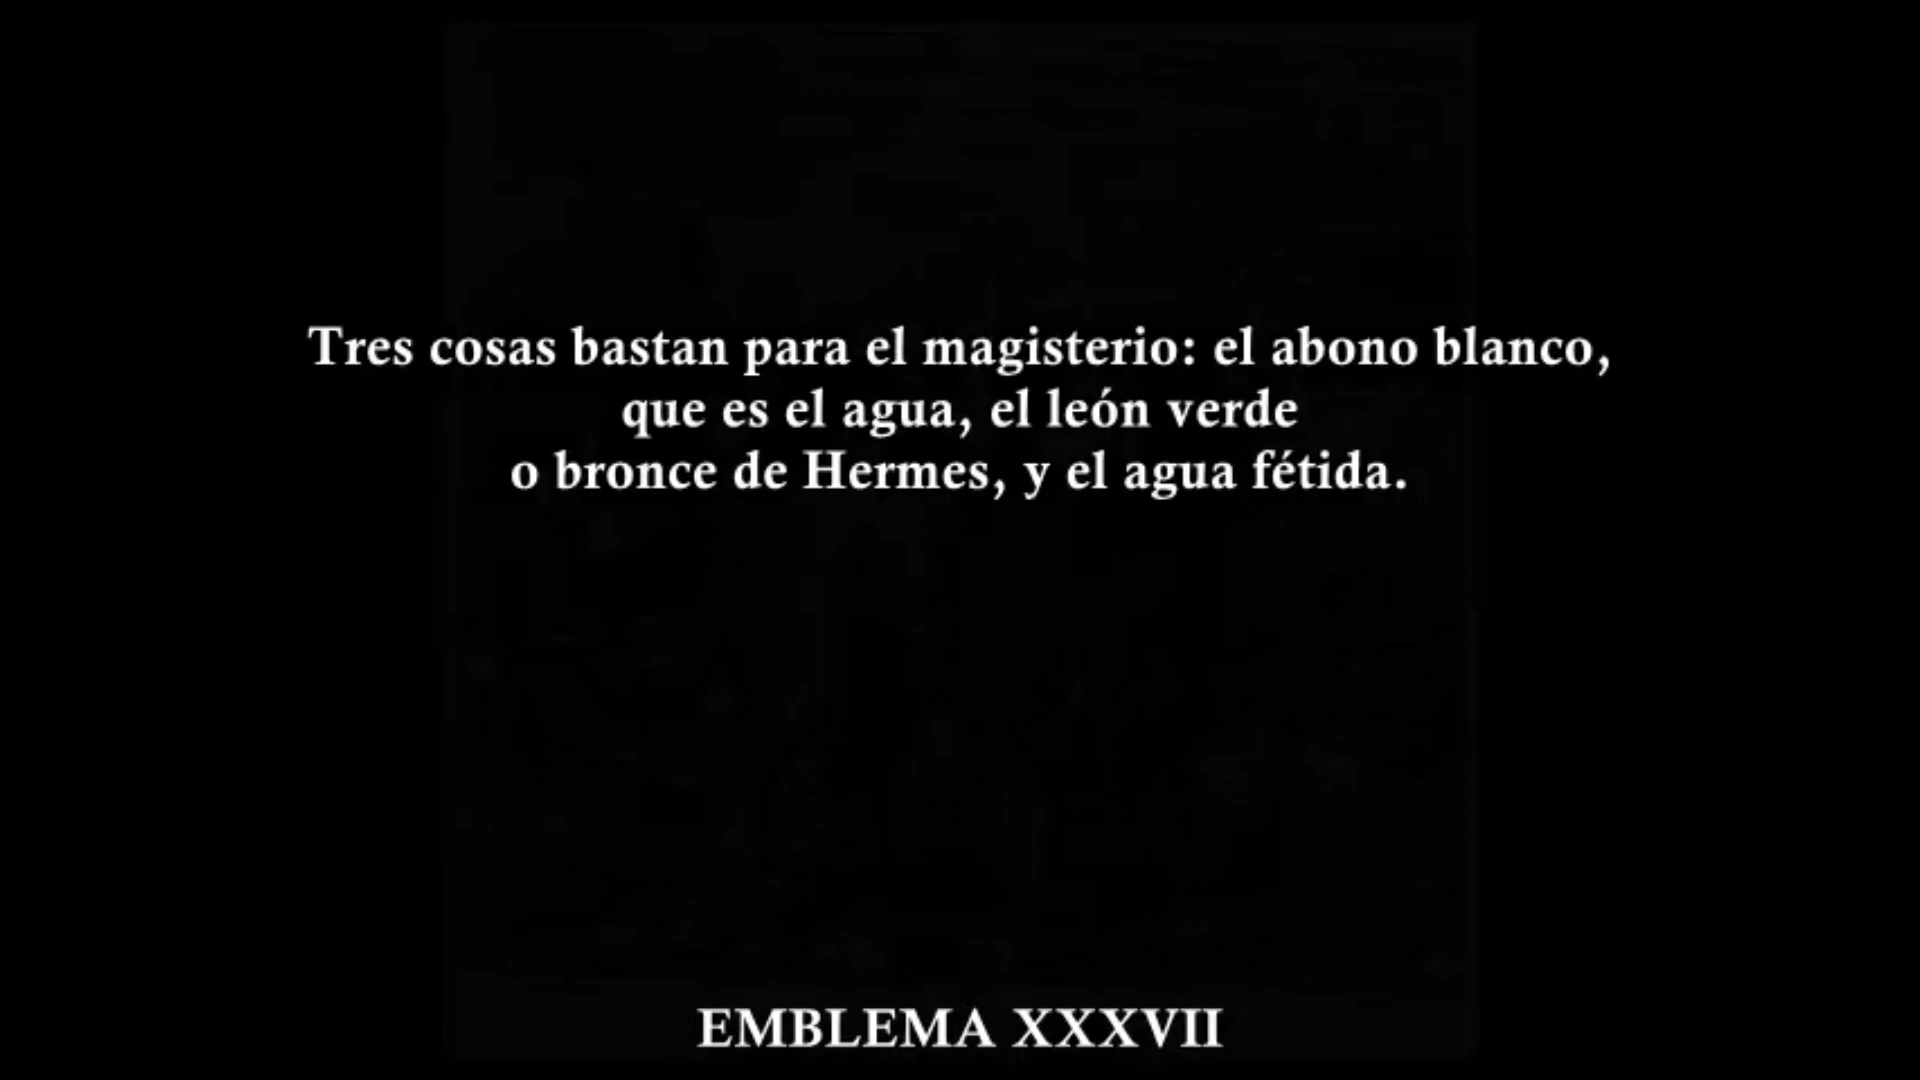 Tres cosas bastan para el magisterio: el abono blanco,
que es el agua, el león verde
o bronce de Hermes, y el agua fétida.
EMBLEMA XXXVII